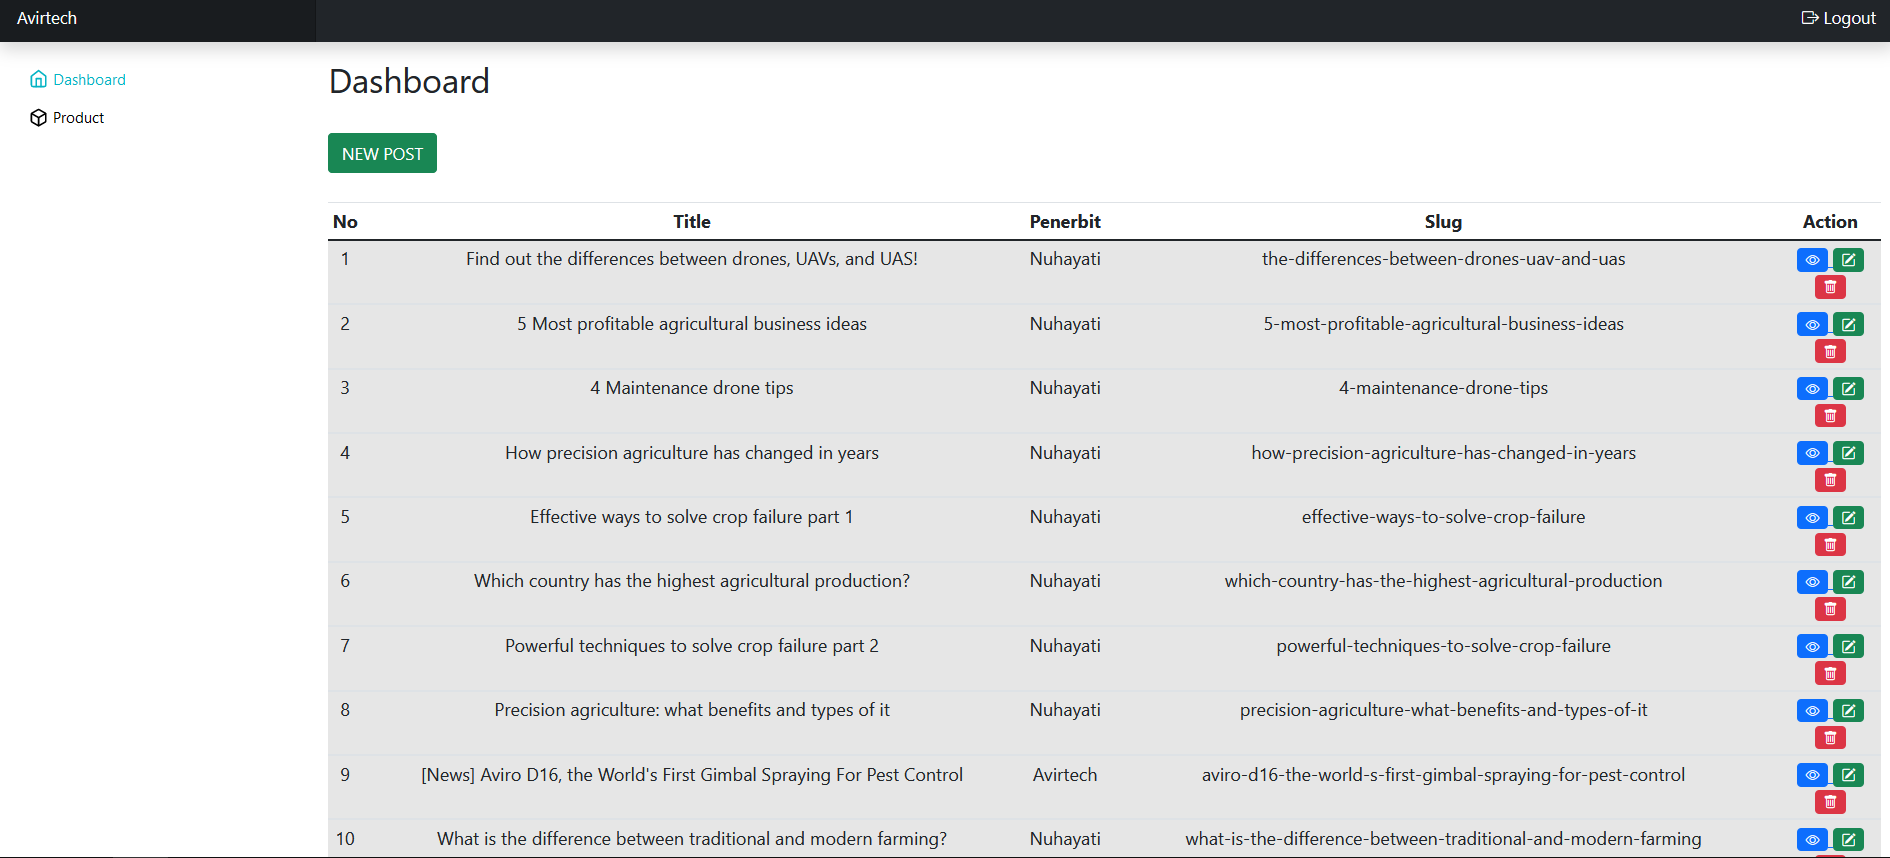 Avirtech
Logout
Dashboard
Product
Dashboard
NEW POST
No Title Penerbit Slug Action
1 Find out the differences between drones, UAVs, and UAS! Nuhayati the-differences-between-drones-uav-and-uas
2 5 Most profitable agricultural business ideas Nuhayati 5-most-profitable-agricultural-business-ideas
3 4 Maintenance drone tips Nuhayati 4-maintenance-drone-tips
4 How precision agriculture has changed in years Nuhayati how-precision-agriculture-has-changed-in-years
5 Effective ways to solve crop failure part 1 Nuhayati effective-ways-to-solve-crop-failure
6 Which country has the highest agricultural production? Nuhayati which-country-has-the-highest-agricultural-production
7 Powerful techniques to solve crop failure part 2 Nuhayati powerful-techniques-to-solve-crop-failure
8 Precision agriculture: what benefits and types of it Nuhayati precision-agriculture-what-benefits-and-types-of-it
9 [News] Aviro D16, the World's First Gimbal Spraying For Pest Control Avirtech aviro-d16-the-world-s-first-gimbal-spraying-for-pest-control
10 What is the difference between traditional and modern farming? Nuhayati what-is-the-difference-between-traditional-and-modern-farming